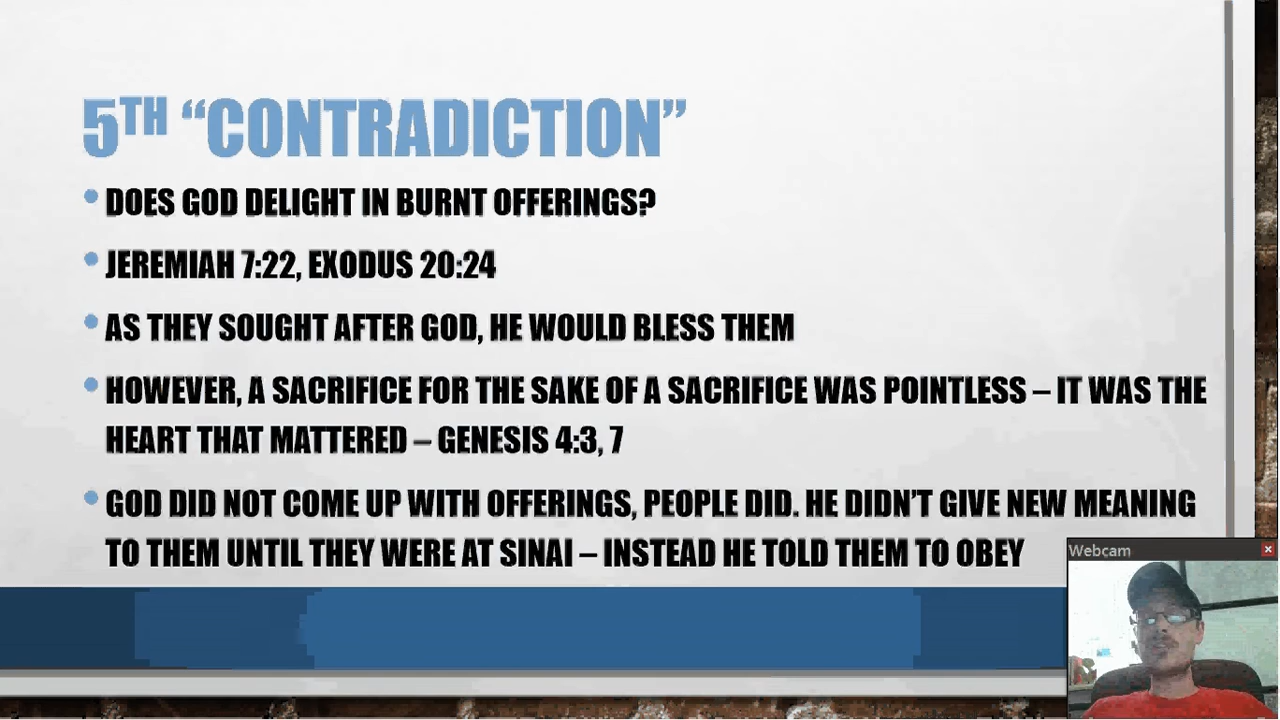 5TH “CONTRADICTION”
• DOES GOD DELIGHT IN BURNT OFFERINGS?
• JEREMIAH 7:22, EXODUS 20:24
• AS THEY SOUGHT AFTER GOD, HE WOULD BLESS THEM
• HOWEVER, A SACRIFICE FOR THE SAKE OF A SACRIFICE WAS POINTLESS – IT WAS THE
HEART THAT MATTERED – GENESIS 4:3, 7
• GOD DID NOT COME UP WITH OFFERINGS, PEOPLE DID. HE DIDN’T GIVE NEW MEANING
TO THEM UNTIL THEY WERE AT SINAI – INSTEAD HE TOLD THEM TO OBEY
Webcam